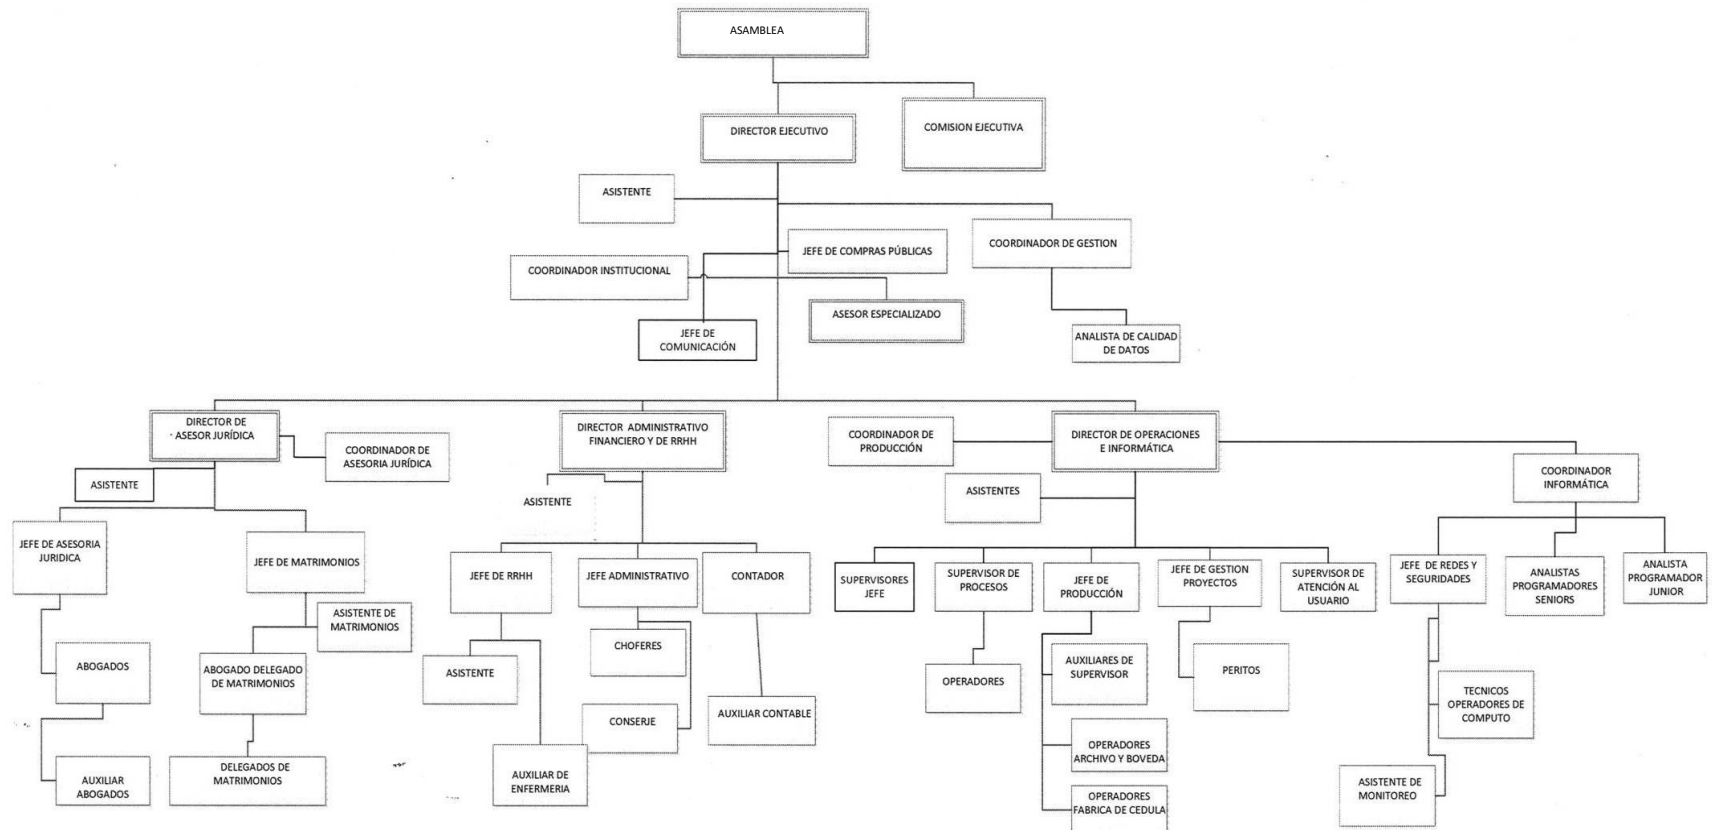 ASAMBLEA
DIRECTOR EJECUTIVO
COMISION EJECUTIVA
ASISTENTE
COORDINADOR DE GESTION
JEFE DE COMPRAS PÚBLICAS
COORDINADOR INSTITUCIONAL
ASESOR ESPECIALIZADO
JEFE DE
COMUNICACIÓN
ANALISTA DE CALIDAD
DE DATOS
DIRECTOR DE
ASESOR JURÍDICA
COORDINADOR DE
ASESORIA JURÍDICA
ASISTENTE
JEFE DE ASESORIA
JURIDICA
JEFE DE MATRIMONIOS
ASISTENTE DE
MATRIMONIOS
ABOGADOS
ABOGADO DELEGADO
DE MATRIMONIOS
AUXILIAR
ABOGADOS
DELEGADOS DE
MATRIMONIOS
DIRECTOR ADMINISTRATIVO
FINANCIERO Y DE RRHH
ASISTENTE
JEFE DE RRHH
JEFE ADMINISTRATIVO
CONTADOR
ASISTENTE
CHOFERES
CONSERJE
AUXILIAR CONTABLE
AUXILIAR DE
ENFERMERIA
COORDINADOR DE
PRODUCCIÓN
DIRECTOR DE OPERACIONES
E INFORMÁTICA
ASISTENTES
SUPERVISORES
JEFE
SUPERVISOR DE
PROCESOS
JEFE DE
PRODUCCIÓN
JEFE DE GESTION
PROYECTOS
SUPERVISOR DE
ATENCIÓN AL
USUARIO
OPERADORES
AUXILIARES DE
SUPERVISOR
PERITOS
OPERADORES
ARCHIVO Y BOVEDA
OPERADORES
FABRICA DE CEDULA
COORDINADOR
INFORMÁTICA
JEFE DE REDES Y
SEGURIDADES
ANALISTAS
PROGRAMADORES
SENIORS
ANALISTA
PROGRAMADOR
JUNIOR
TECNICOS
OPERADORES DE
COMPUTO
ASISTENTE DE
MONITOREO